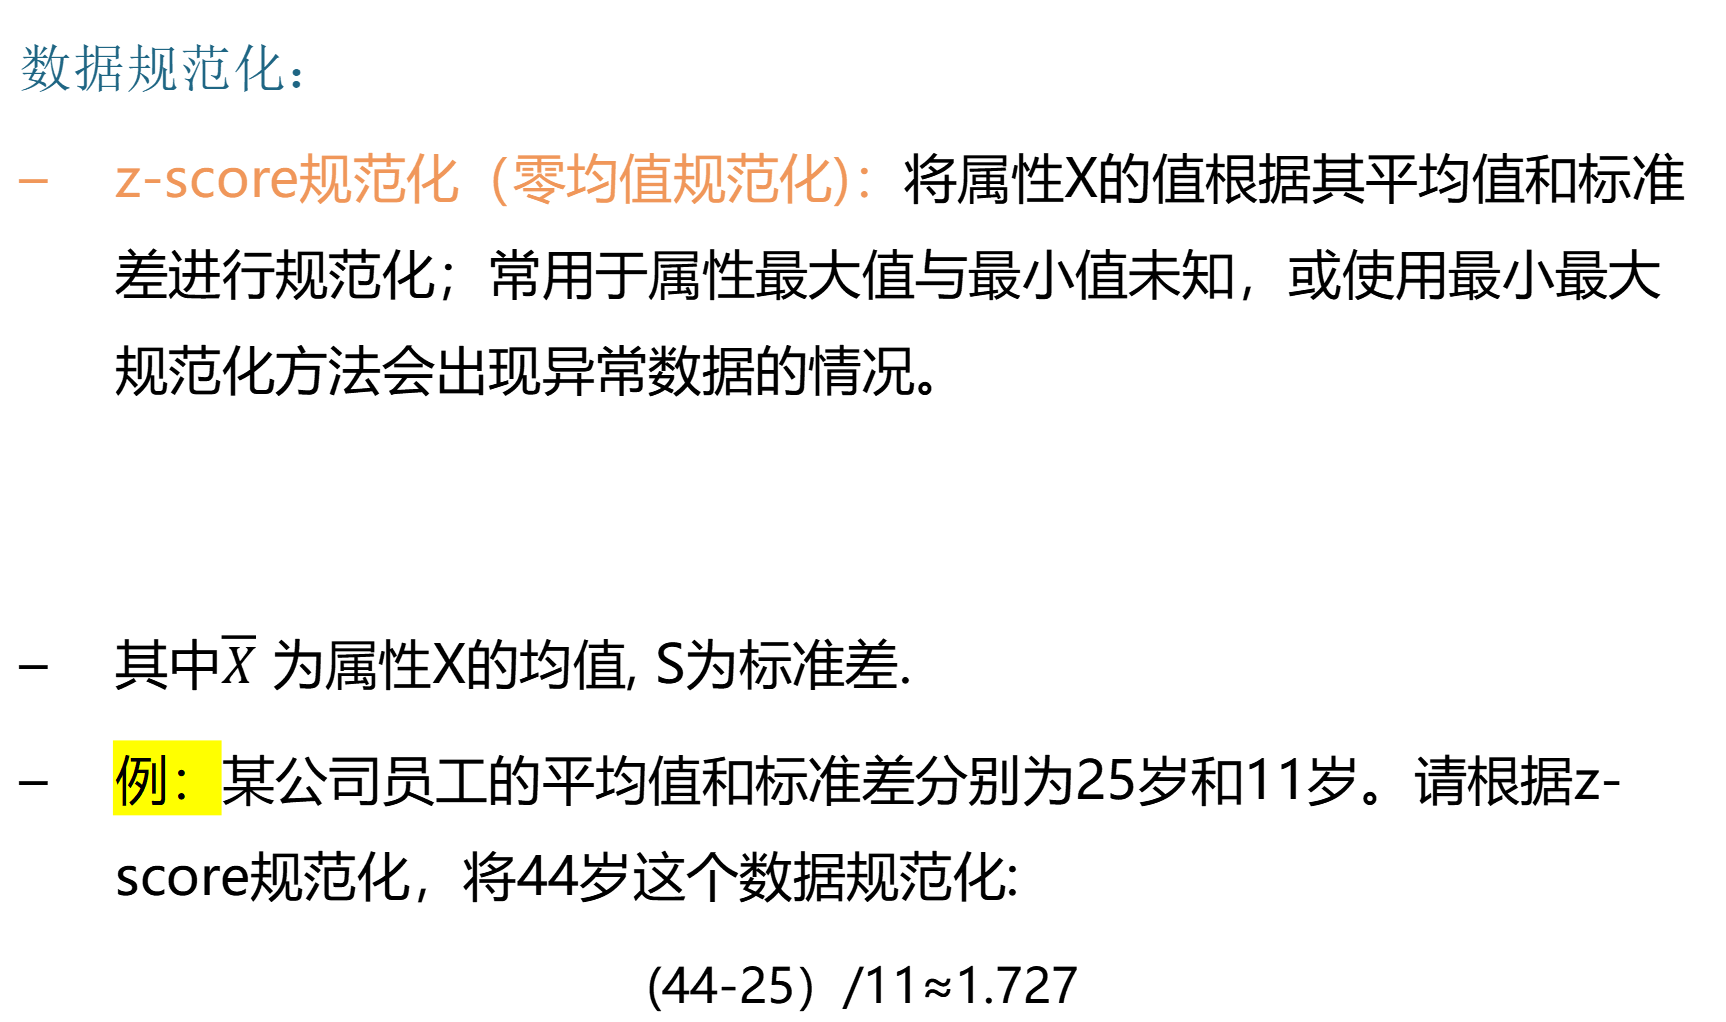 数据规范化：
– z-score规范化（零均值规范化)：将属性X的值根据其平均值和标准
差进行规范化；常用于属性最大值与最小值未知，或使用最小最大
规范化方法会出现异常数据的情况。
– 其中X̅ 为属性X的均值, S为标准差.
– 例：某公司员工的平均值和标准差分别为25岁和11岁。请根据z-
score规范化，将44岁这个数据规范化:
(44-25）/11≈1.727